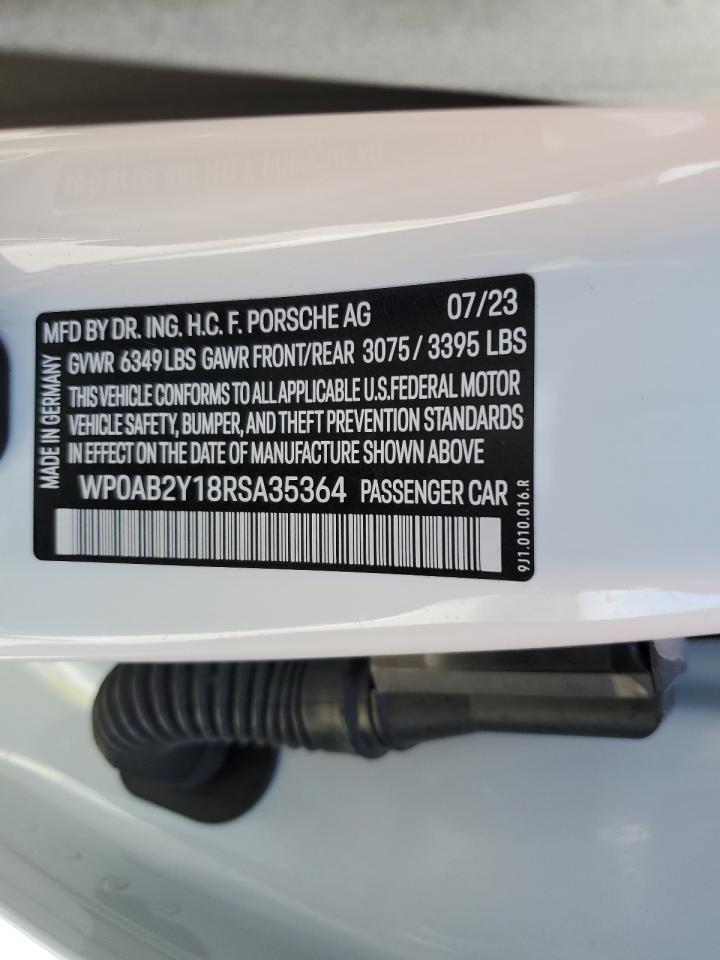 MFD BY DR. ING. H.C. F. PORSCHE AG 07/23
GVWR 6349 LBS GAWR FRONT/REAR 3075 / 3395 LBS
THIS VEHICLE CONFORMS TO ALL APPLICABLE U.S. FEDERAL MOTOR
VEHICLE SAFETY, BUMPER, AND THEFT PREVENTION STANDARDS
IN EFFECT ON THE DATE OF MANUFACTURE SHOWN ABOVE
WP0AB2Y18RSA35364 PASSENGER CAR
MADE IN GERMANY
9J1.010.016.R